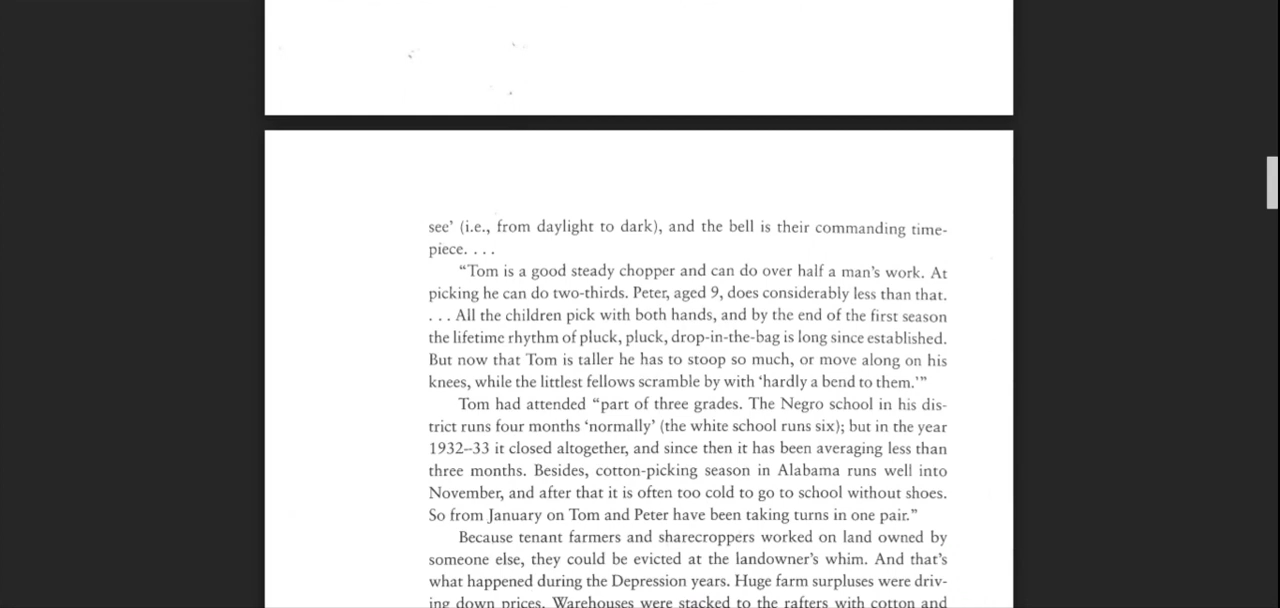 see’ (i.e., from daylight to dark), and the bell is their commanding time-
piece. . . .
“Tom is a good steady chopper and can do over half a man’s work. At
picking he can do two-thirds. Peter, aged 9, does considerably less than that.
. . . All the children pick with both hands, and by the end of the first season
the lifetime rhythm of pluck, pluck, drop-in-the-bag is long since established.
But now that Tom is taller he has to stoop so much, or move along on his
knees, while the littlest fellows scramble by with ‘hardly a bend to them.’”
Tom had attended “part of three grades. The Negro school in his dis-
trict runs four months ‘normally’ (the white school runs six); but in the year
1932–33 it closed altogether, and since then it has been averaging less than
three months. Besides, cotton-picking season in Alabama runs well into
November, and after that it is often too cold to go to school without shoes.
So from January on Tom and Peter have been taking turns in one pair.”
Because tenant farmers and sharecroppers worked on land owned by
someone else, they could be evicted at the landowner’s whim. And that’s
what happened during the Depression years. Huge farm surpluses were driv-
ing down prices. Warehouses were stacked to the rafters with cotton and